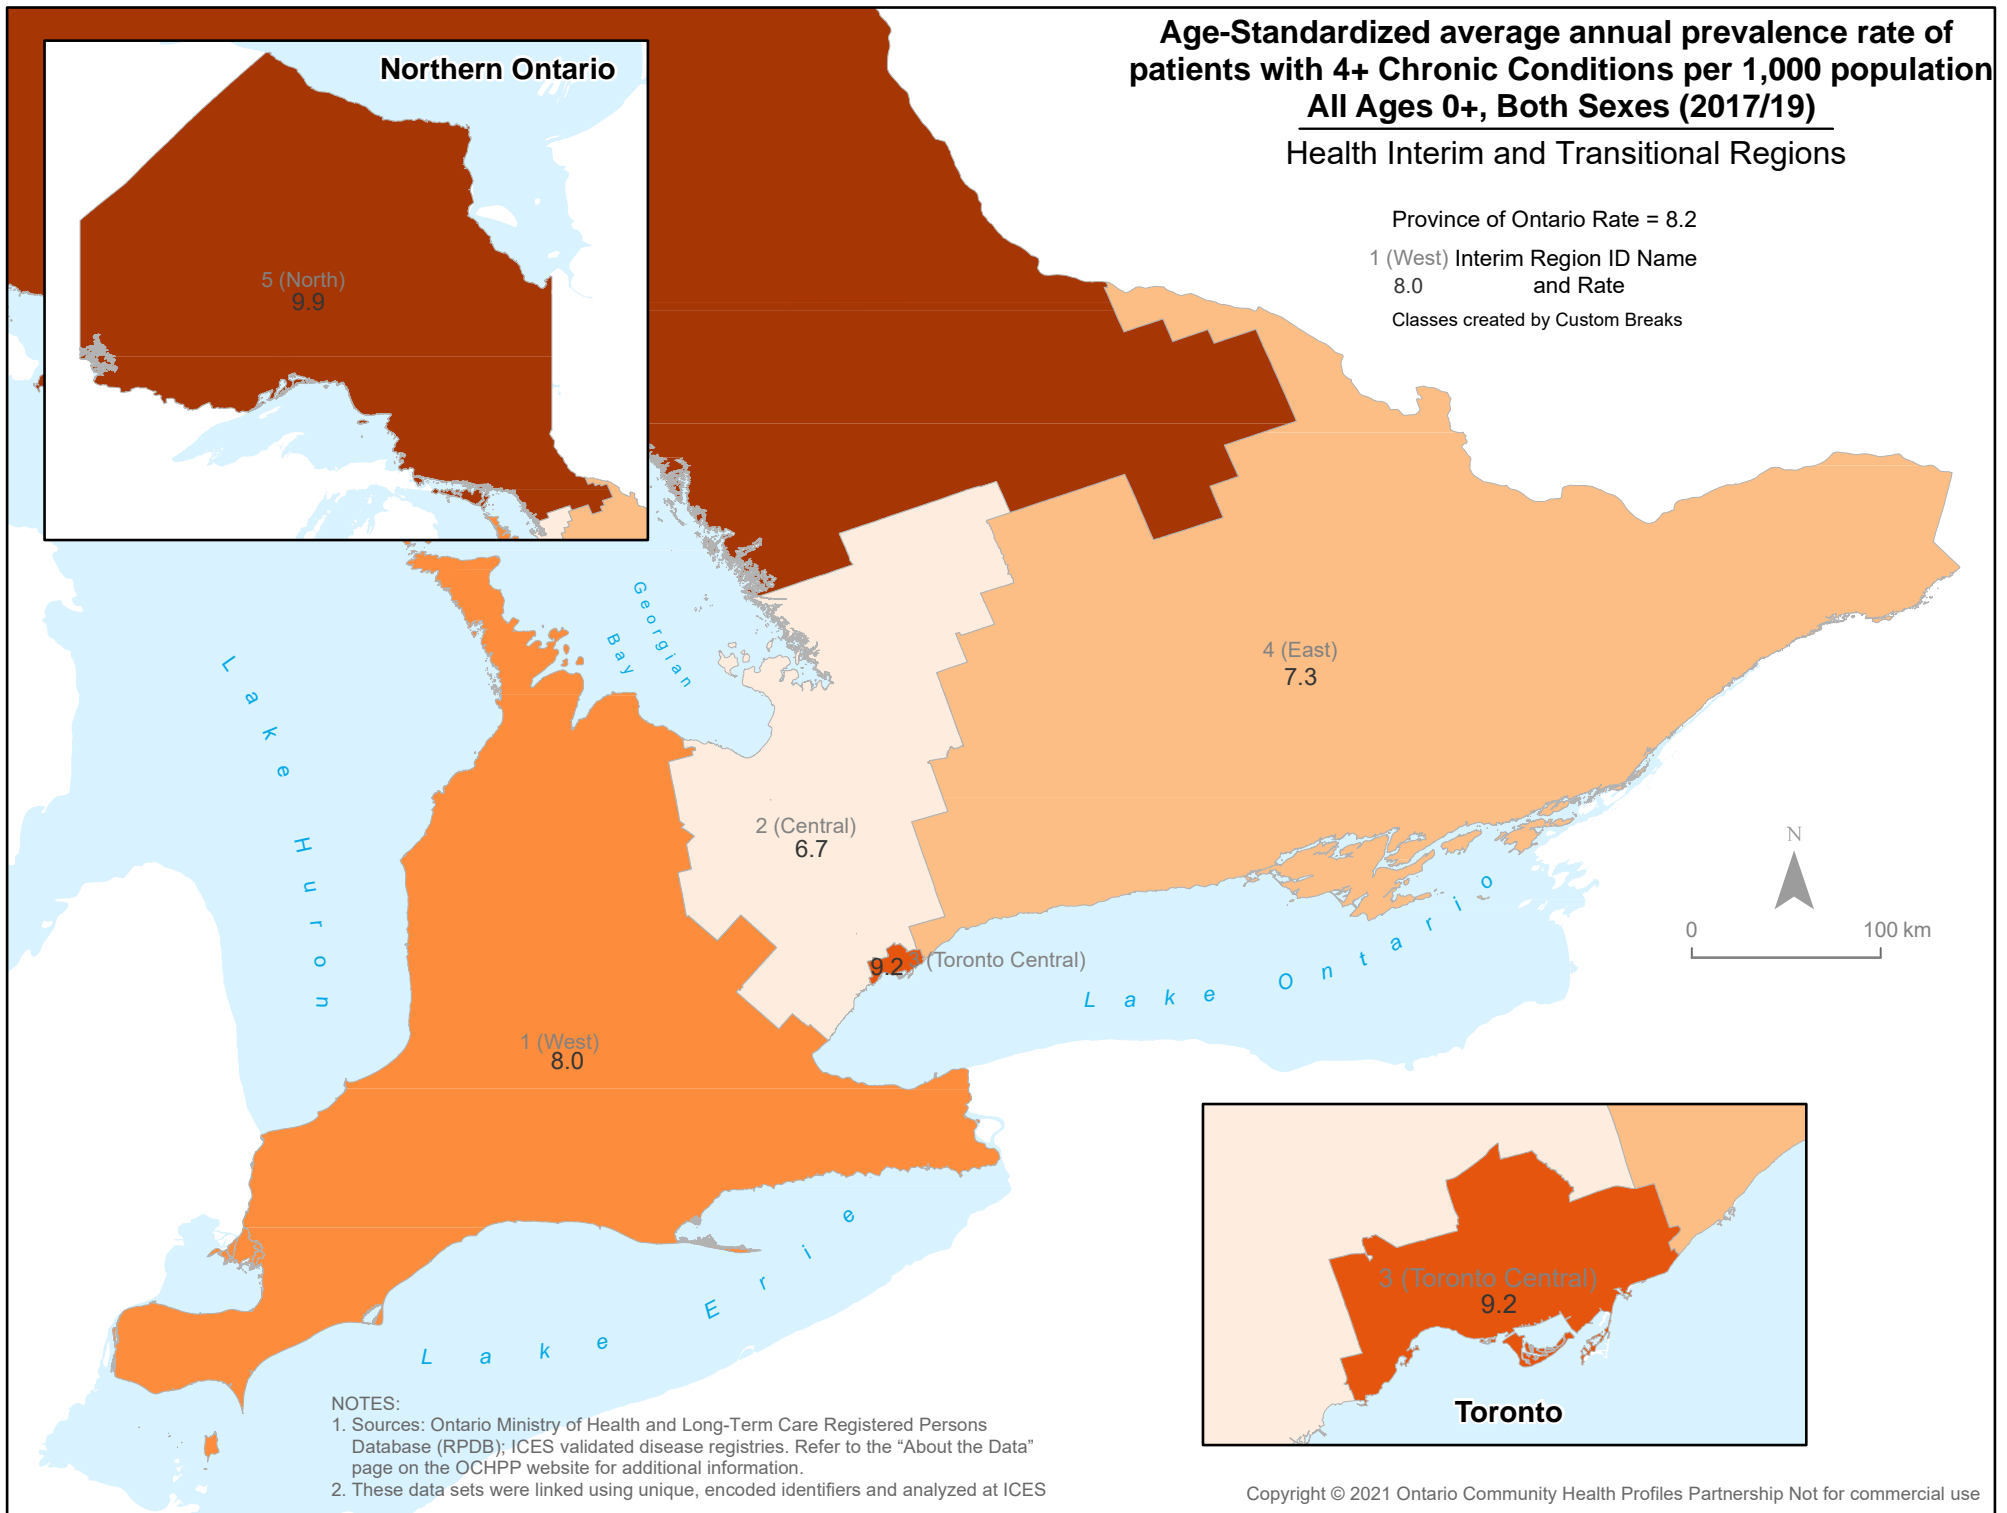 Age-Standardized average annual prevalence rate of
patients with 4+ Chronic Conditions per 1,000 population
All Ages 0+, Both Sexes (2017/19)
Health Interim and Transitional Regions
Province of Ontario Rate = 8.2
1 (West) Interim Region ID Name
8.0 and Rate
Classes created by Custom Breaks
Northern Ontario
5 (North)
9.9
Georgian
Bay
Lake Huron
4 (East)
7.3
2 (Central)
6.7
N
0 100 km
9.2 3 (Toronto Central)
Lake Ontario
1 (West)
8.0
Lake Erie
3 (Toronto Central)
9.2
Toronto
NOTES:
1. Sources: Ontario Ministry of Health and Long-Term Care Registered Persons
Database (RPDB); ICES validated disease registries. Refer to the “About the Data”
page on the OCHPP website for additional information.
2. These data sets were linked using unique, encoded identifiers and analyzed at ICES
Copyright © 2021 Ontario Community Health Profiles Partnership Not for commercial use